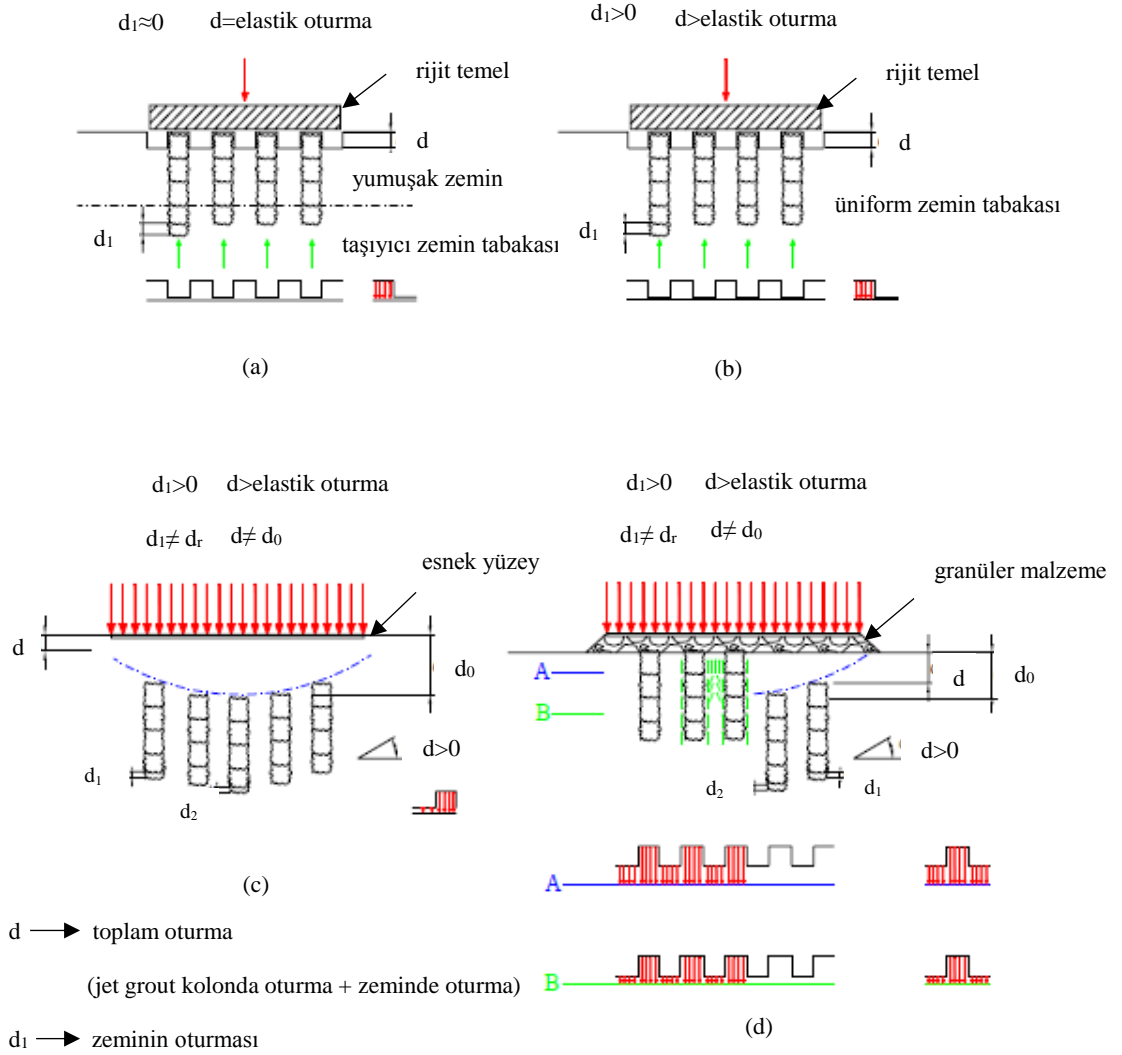 d₁≈0 d=elastik oturma
rijit temel
d
yumuşak zemin
d₁
taşıyıcı zemin tabakası
(a)
d₁>0 d>elastik oturma
rijit temel
d
üniform zemin tabakası
d₁
(b)
d₁>0 d>elastik oturma
d₁≠ dᵣ d≠ d₀
esnek yüzey
d
d₀
d>0
d₁
d₂
(c)
d₁>0 d>elastik oturma
d₁≠ dᵣ d≠ d₀
granüler malzeme
A
B
d
d₀
d>0
d₂
d₁
A
B
(d)
d → toplam oturma
(jet grout kolonda oturma + zeminde oturma)
d₁ → zeminin oturması